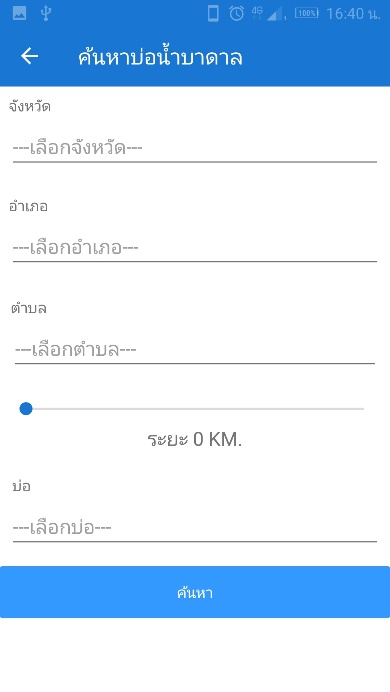 4G 100% 16:40 น.
ค้นหาบ่อน้ำบาดาล
จังหวัด
---เลือกจังหวัด---
อำเภอ
---เลือกอำเภอ---
ตำบล
---เลือกตำบล---
ระยะ 0 KM.
บ่อ
---เลือกบ่อ---
ค้นหา